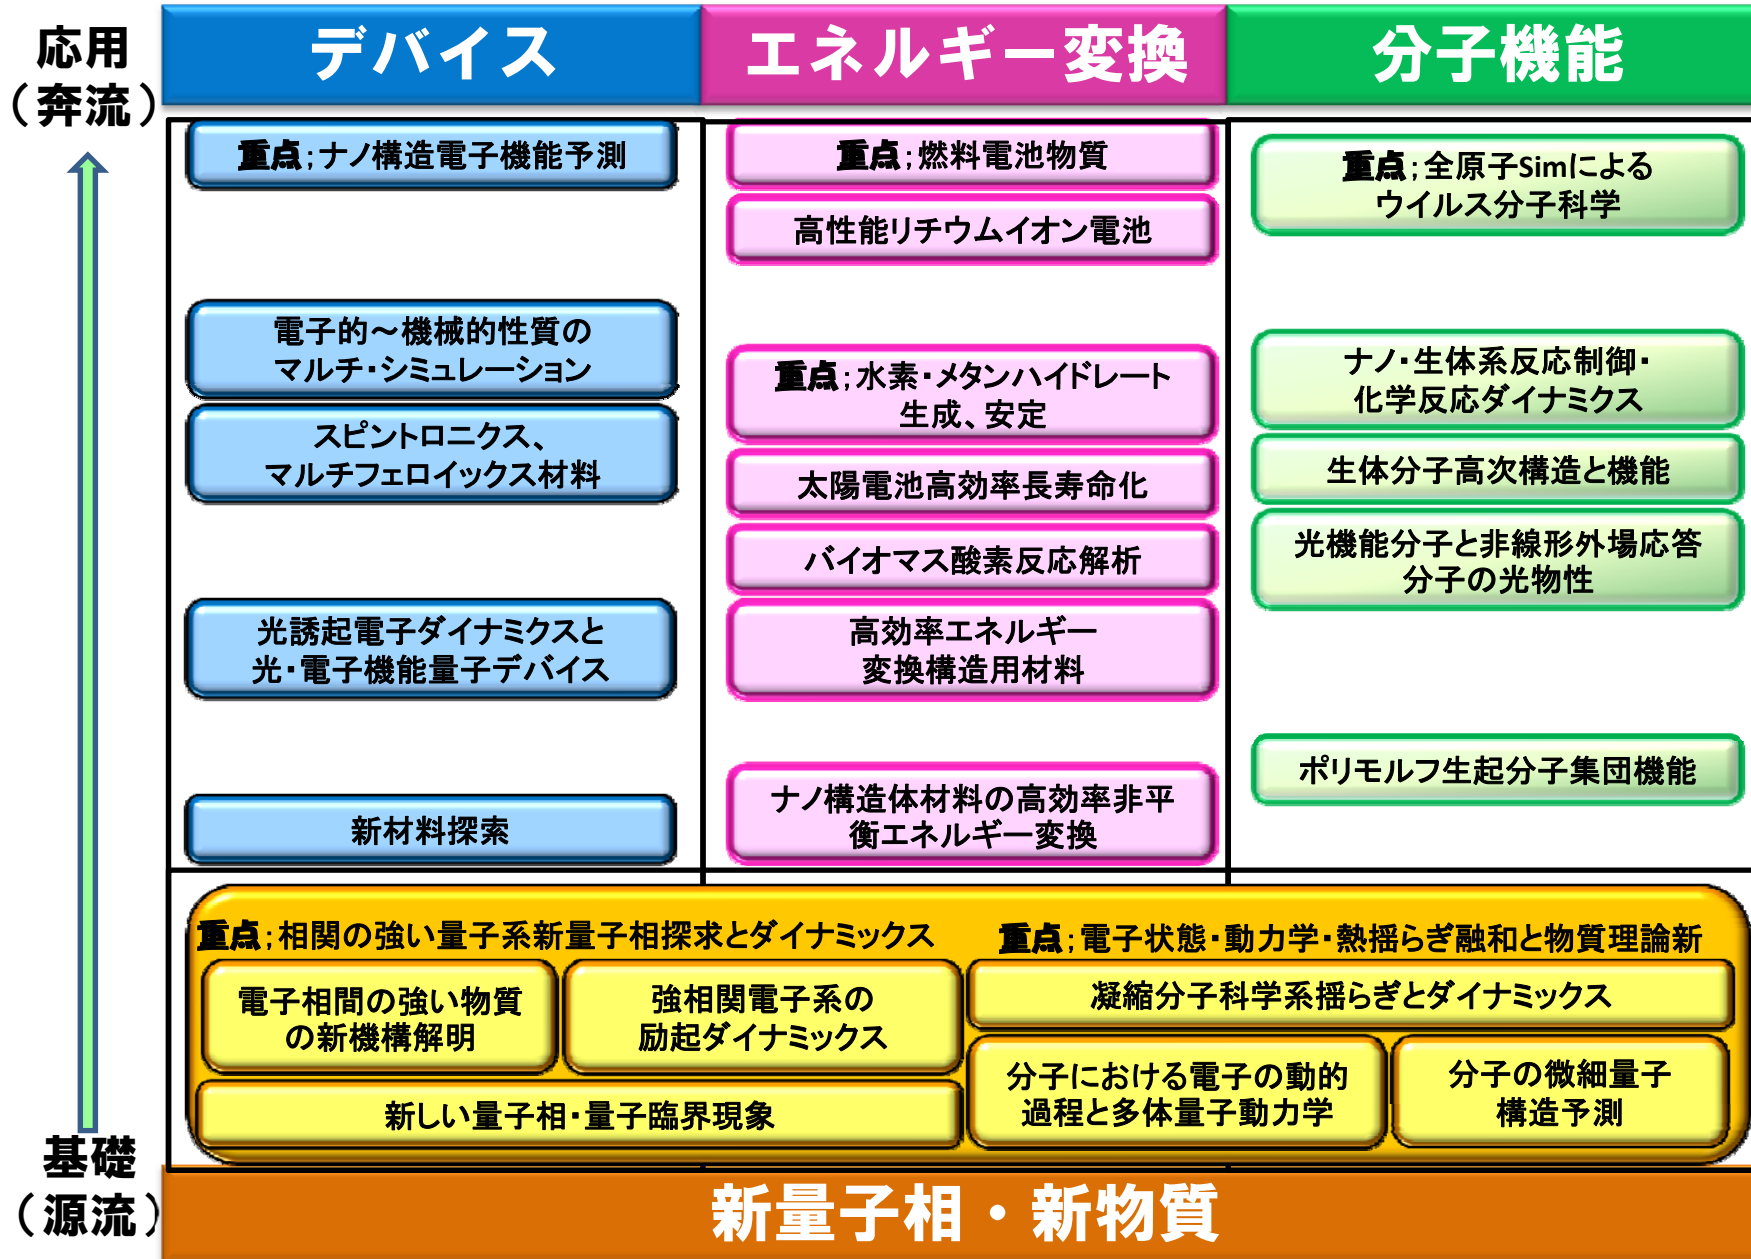 応用
（奔流）
デバイス
エネルギー変換
分子機能
重点；ナノ構造電子機能予測
電子的～機械的性質の
マルチ・シミュレーション
スピントロニクス、
マルチフェロイックス材料
光誘起電子ダイナミクスと
光・電子機能量子デバイス
新材料探索
重点；燃料電池物質
高性能リチウムイオン電池
重点；水素・メタンハイドレート
生成、安定
太陽電池高効率長寿命化
バイオマス酸素反応解析
高効率エネルギー
変換構造用材料
ナノ構造体材料の高効率非平
衡エネルギー変換
重点；全原子Simによる
ウイルス分子科学
ナノ・生体系反応制御・
化学反応ダイナミクス
生体分子高次構造と機能
光機能分子と非線形外場応答
分子の光物性
ポリモルフ生起分子集団機能
重点；相関の強い量子系新量子相探求とダイナミックス
電子相間の強い物質
の新機構解明
強相関電子系の
励起ダイナミックス
新しい量子相・量子臨界現象
重点；電子状態・動力学・熱揺らぎ融和と物質理論新
凝縮分子科学系揺らぎとダイナミックス
分子における電子の動的
過程と多体量子動力学
分子の微細量子
構造予測
基礎
（源流）
新量子相・新物質